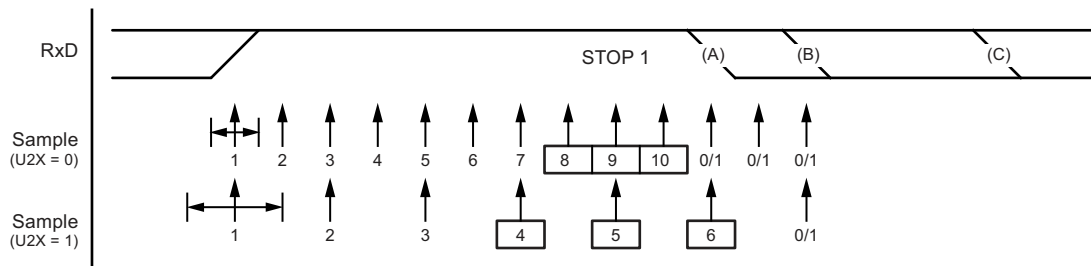 RxD STOP 1 (A) (B) (C)
Sample
(U2X = 0)
1 2 3 4 5 6 7 8 9 10 0/1 0/1 0/1
Sample
(U2X = 1)
1 2 3 4 5 6 0/1